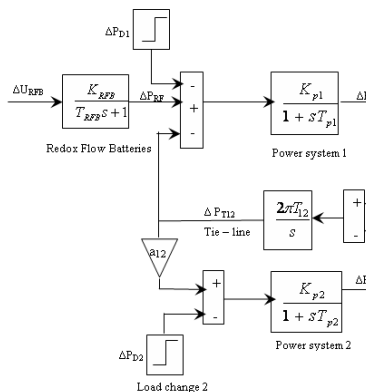 ΔP_D1
-
ΔU_RFB
K_RFB
T_RFB s+1
ΔP_RF
+
-
K_p1
1 + sT_p1
Redox Flow Batteries
Power system 1
ΔP_T12
Tie – line
2πT_12
s
+
-
a_12
+
-
K_p2
1 + sT_p2
ΔP_D2
Power system 2
Load change 2